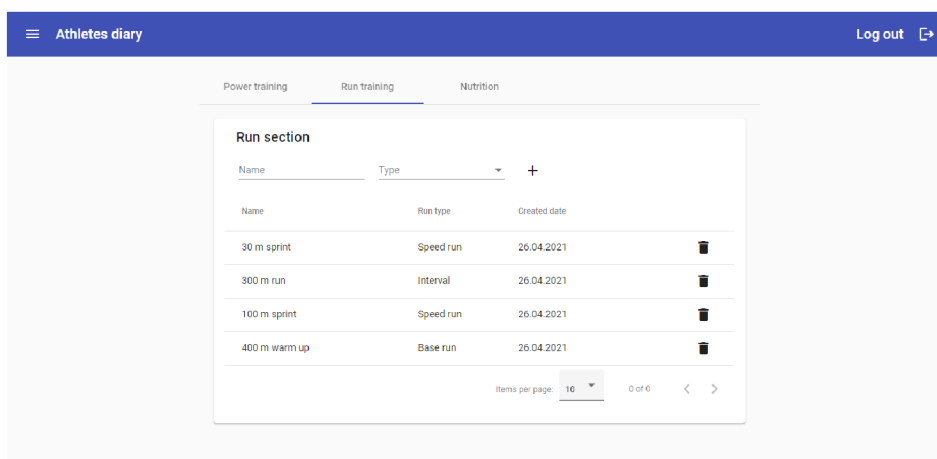 Athletes diary Log out
Power training Run training Nutrition
Run section
Name Type
Name Run type Created date
30 m sprint Speed run 26.04.2021
300 m run Interval 26.04.2021
100 m sprint Speed run 26.04.2021
400 m warm up Base run 26.04.2021
Items per page: 10 0 of 0